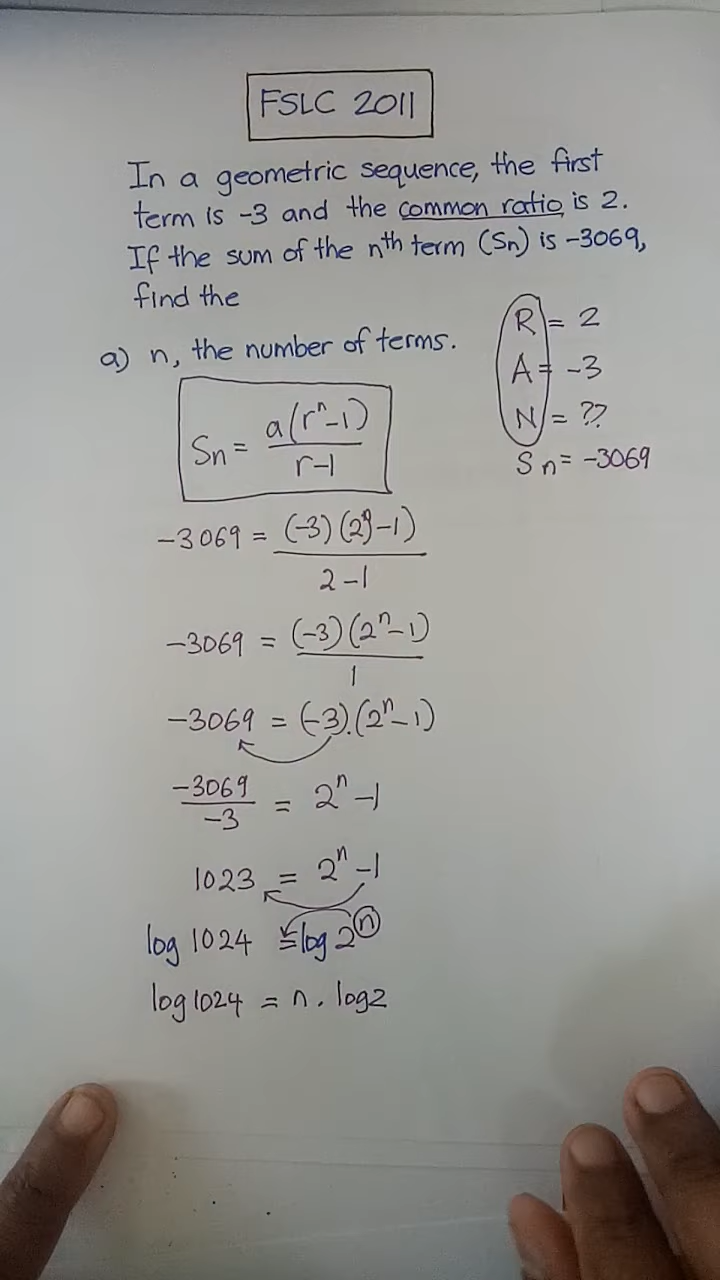 FSLC 2011
In a geometric sequence, the first
term is -3 and the common ratio is 2.
If the sum of the nth term (Sn) is -3069,
find the
a) n, the number of terms.
R = 2
A = -3
N = ??
Sn = -3069
Sn = a(r^n-1)/r-1
-3069 = (-3)(2^n-1)/2-1
-3069 = (-3)(2^n-1)/1
-3069 = (-3).(2^n-1)
-3069/-3 = 2^n-1
1023 = 2^n-1
log 1024 = log 2^n
log 1024 = n . log2